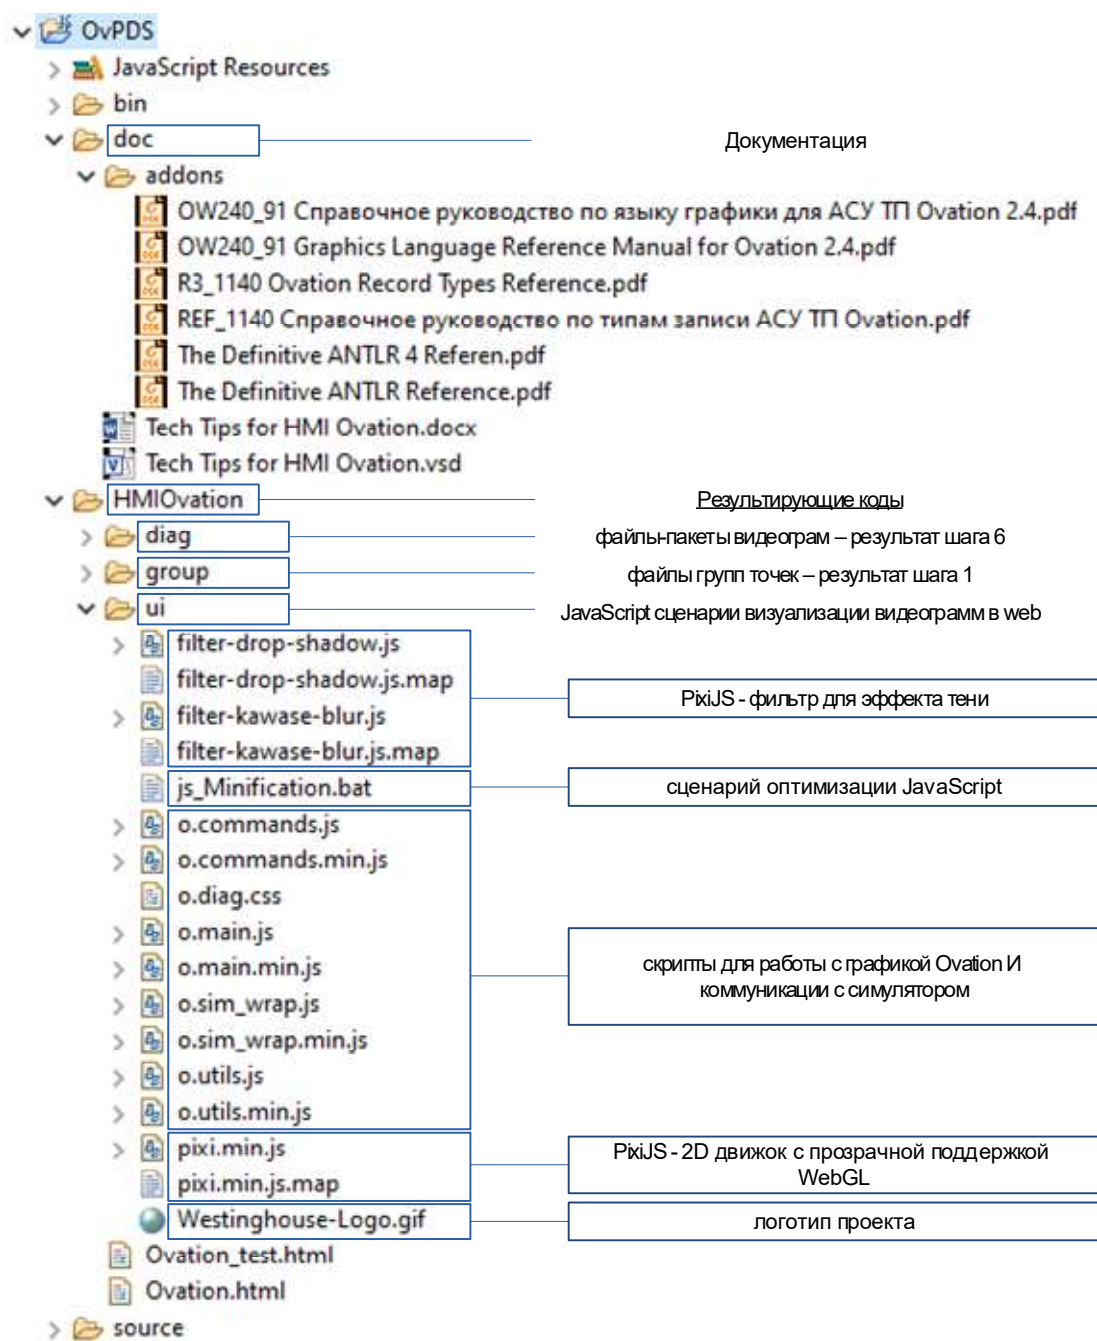 OvPDS
JavaScript Resources
bin
doc
Документация
addons
OW240_91 Справочное руководство по языку графики для АСУ ТП Ovation 2.4.pdf
OW240_91 Graphics Language Reference Manual for Ovation 2.4.pdf
R3_1140 Ovation Record Types Reference.pdf
REF_1140 Справочное руководство по типам записи АСУ ТП Ovation.pdf
The Definitive ANTLR 4 Referen.pdf
The Definitive ANTLR Reference.pdf
Tech Tips for HMI Ovation.docx
Tech Tips for HMI Ovation.vsd
HMIOvation
Результирующие коды
diag
файлы-пакеты видеограм – результат шага 6
group
файлы групп точек – результат шага 1
ui
JavaScript сценарии визуализации видеограмм в web
filter-drop-shadow.js
filter-drop-shadow.js.map
PixiJS - фильтр для эффекта тени
filter-kawase-blur.js
filter-kawase-blur.js.map
js_Minification.bat
сценарий оптимизации JavaScript
o.commands.js
o.commands.min.js
o.diag.css
o.main.js
o.main.min.js
скрипты для работы с графикой Ovation И
коммуникации с симулятором
o.sim_wrap.js
o.sim_wrap.min.js
o.utils.js
o.utils.min.js
pixi.min.js
PixiJS - 2D движок с прозрачной поддержкой
WebGL
pixi.min.js.map
Westinghouse-Logo.gif
логотип проекта
Ovation_test.html
Ovation.html
source